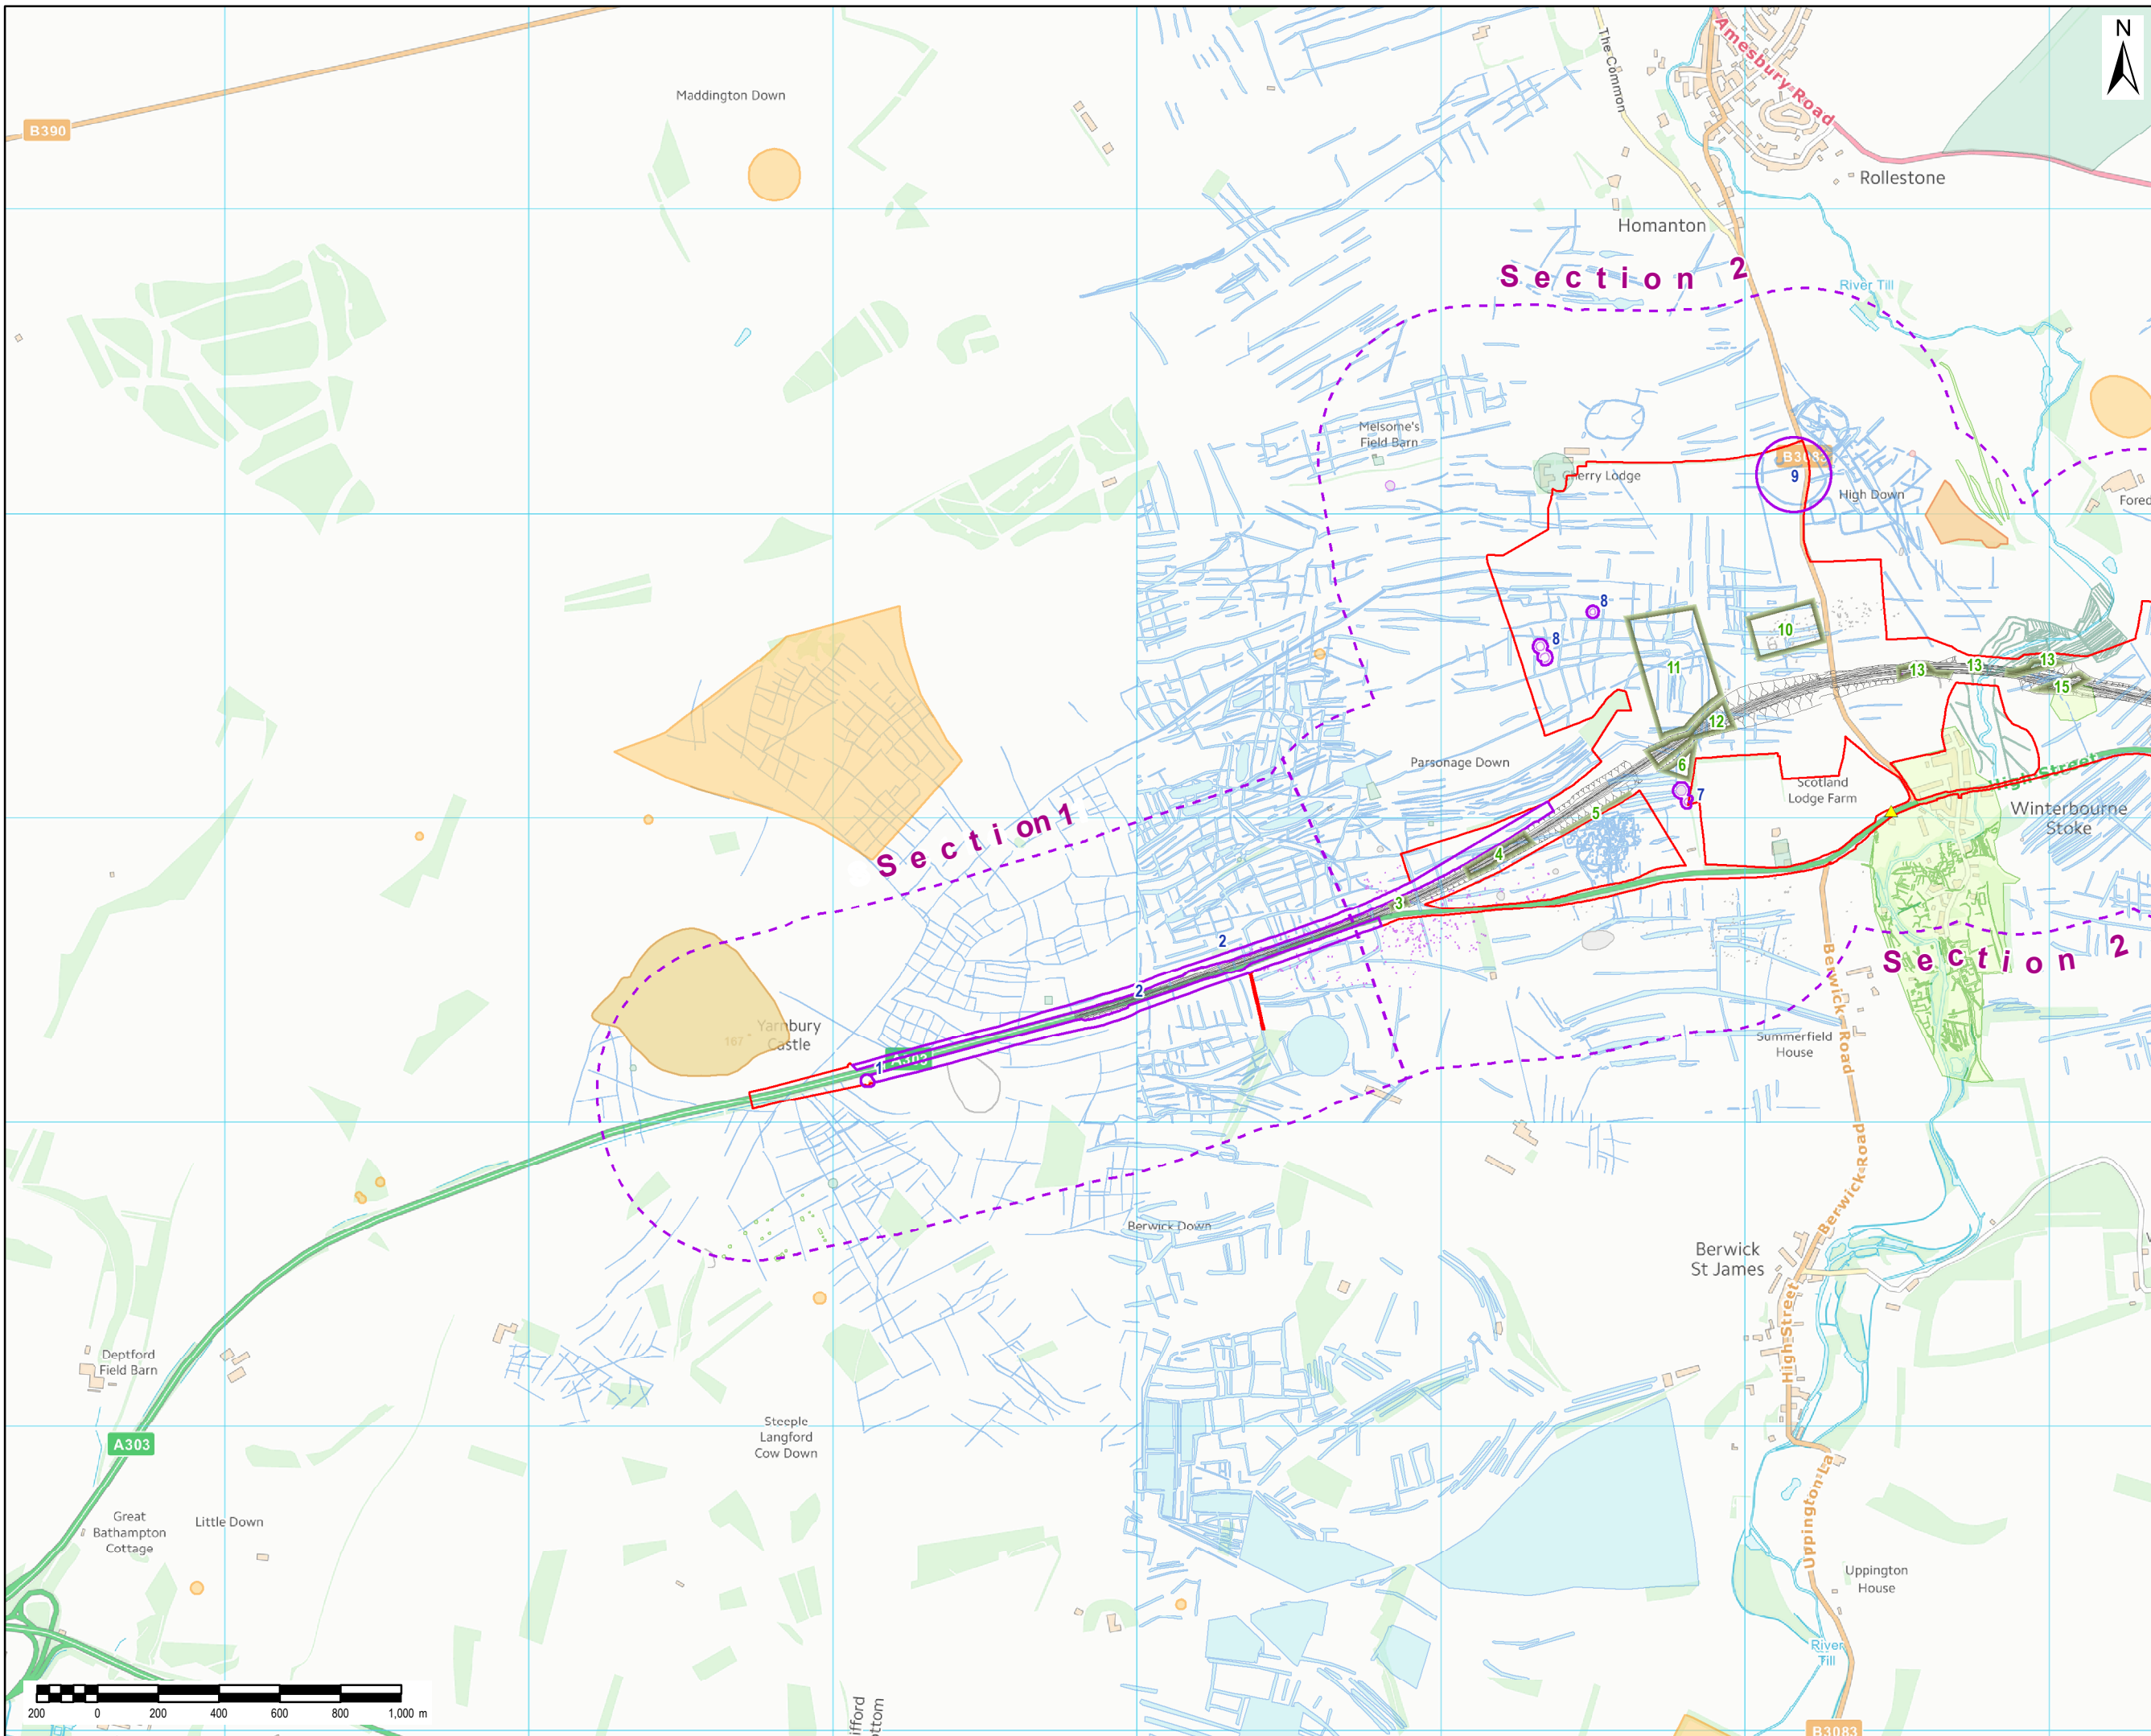 N
The Common
Amesbury Road
Maddington Down
B390
Rollestone
Homanton
Section 2
River Till
Melsome's
Field Barn
Cherry Lodge
9
High Down
8
8
10
11
13
13
13
15
12
6
Parsonage Down
7
Scotland
Lodge Farm
High Street
Winterbourne
Stoke
5
Section 1
4
3
2
Section 2
2
Berwick Road
Yarnbury
Castle
167
A303
1
Summerfield
House
Berwick Road
Berwick Down
Berwick
St James
High Street
Deptford
Field Barn
Steeple
Langford
Cow Down
A303
Uppington La
Great
Bathampton
Cottage
Little Down
Uppington
House
River
Till
200 0 200 400 600 800 1,000 m
B3083